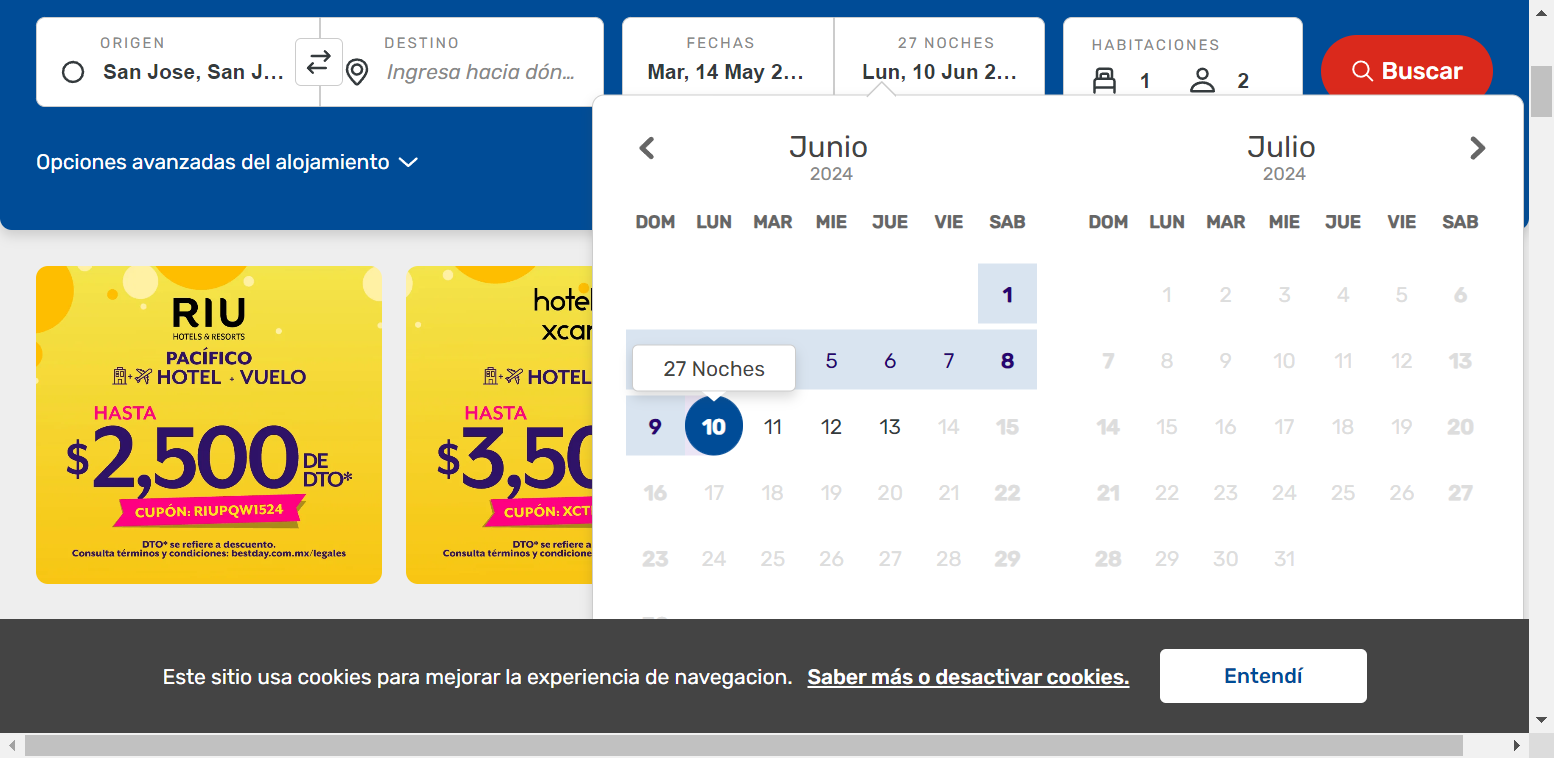 ORIGEN
San Jose, San J...
DESTINO
Ingresa hacia dón...
FECHAS
Mar, 14 May 2...
27 NOCHES
Lun, 10 Jun 2...
HABITACIONES
1
2
Buscar
Opciones avanzadas del alojamiento
Junio
2024
DOM LUN MAR MIE JUE VIE SAB
1
5 6 7 8
27 Noches
9 10 11 12 13 14 15
16 17 18 19 20 21 22
23 24 25 26 27 28 29
Julio
2024
DOM LUN MAR MIE JUE VIE SAB
1 2 3 4 5 6
7 8 9 10 11 12 13
14 15 16 17 18 19 20
21 22 23 24 25 26 27
28 29 30 31
RIU
HOTELS & RESORTS
PACÍFICO
+ HOTEL + VUELO
HASTA
$2,500 DE DTO*
CUPÓN: RIUPQW1524
DTO* se refiere a descuento.
Consulta términos y condiciones: bestday.com.mx/legales
hotel
xcar
+ HOTEL
HASTA
$3,50
CUPÓN: XCT
DTO* se refiere a
Consulta términos y condicione
Este sitio usa cookies para mejorar la experiencia de navegacion. Saber más o desactivar cookies.
Entendí